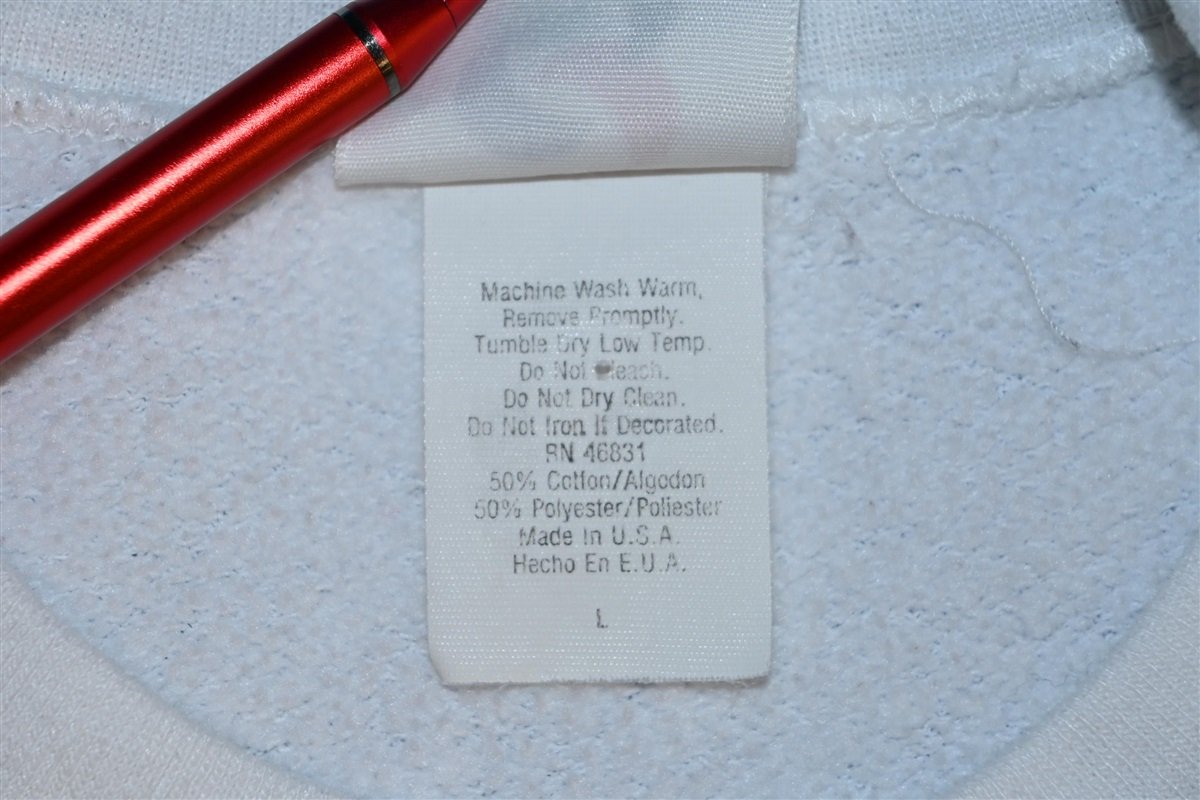 Machine Wash Warm,
Remove Promptly.
Tumble Dry Low Temp.
Do Not Bleach.
Do Not Dry Clean.
Do Not Iron If Decorated.
RN 46831
50% Cotton/Algodon
50% Polyester/Poliester
Made In U.S.A.
Hecho En E.U.A.
L